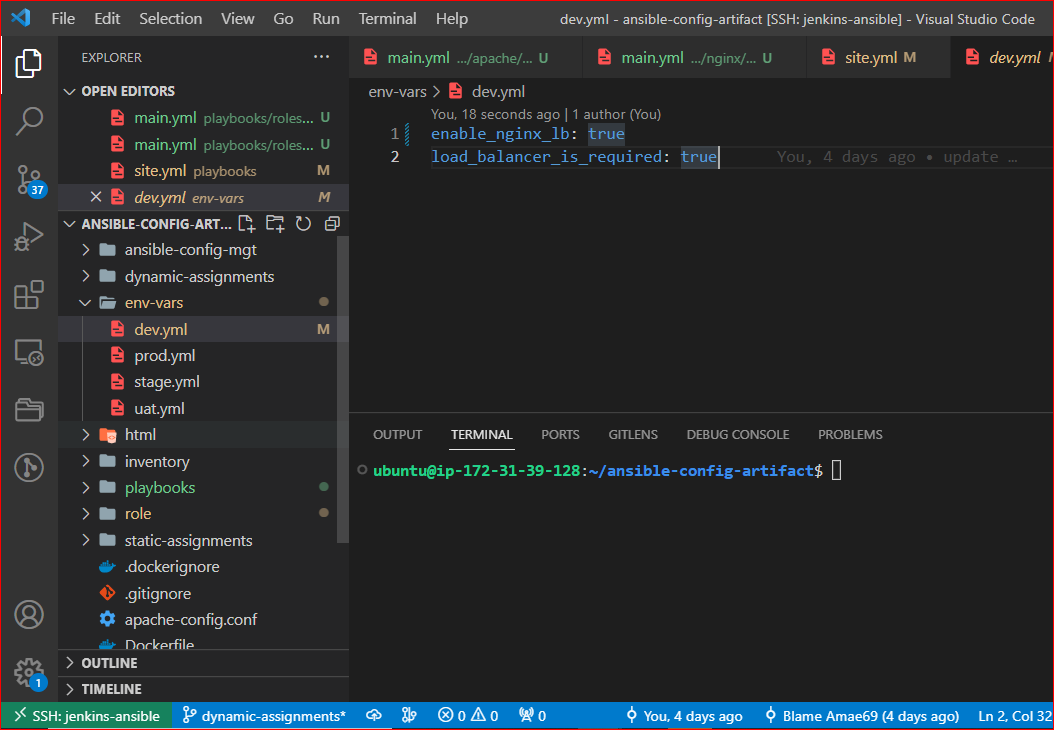 File Edit Selection View Go Run Terminal Help dev.yml - ansible-config-artifact [SSH: jenkins-ansible] - Visual Studio Code
EXPLORER ...
OPEN EDITORS
main.yml playbooks/roles... U
main.yml playbooks/roles... U
site.yml playbooks M
dev.yml env-vars M
ANSIBLE-CONFIG-ART...
ansible-config-mgt
dynamic-assignments
env-vars
dev.yml M
prod.yml
stage.yml
uat.yml
html
inventory
playbooks
role
static-assignments
.dockerignore
.gitignore
apache-config.conf
Dockerfile
OUTLINE
TIMELINE
37
1
main.yml .../apache/... U main.yml .../nginx/... U site.yml M dev.yml M
env-vars > dev.yml
You, 18 seconds ago | 1 author (You)
1 enable_nginx_lb: true
2 load_balancer_is_required: true You, 4 days ago • update ...
OUTPUT TERMINAL PORTS GITLENS DEBUG CONSOLE PROBLEMS
ubuntu@ip-172-31-39-128:~/ansible-config-artifact$
SSH: jenkins-ansible dynamic-assignments* 0 0 0 You, 4 days ago Blame Amae69 (4 days ago) Ln 2, Col 32